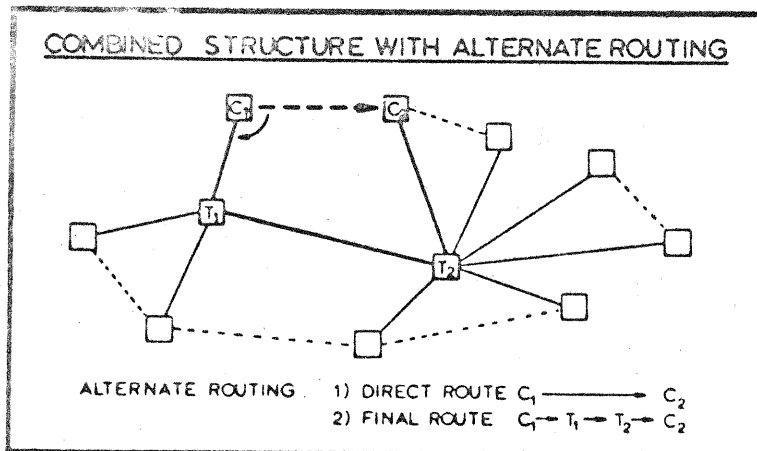 COMBINED STRUCTURE WITH ALTERNATE ROUTING
C₁ C
T₁
T₂
ALTERNATE ROUTING 1) DIRECT ROUTE C₁ → C₂
2) FINAL ROUTE C₁→ T₁ → T₂→ C₂